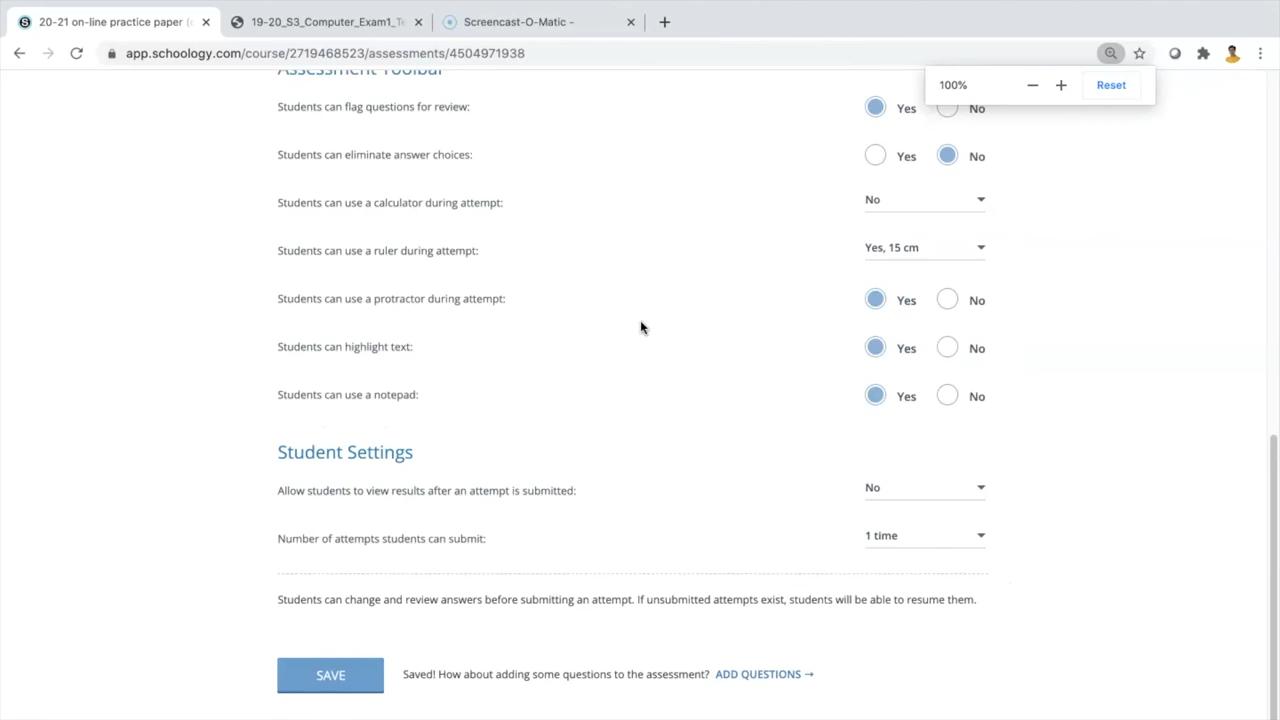 20-21 on-line practice paper (
19-20_S3_Computer_Exam1_Te
Screencast-O-Matic -
app.schoology.com/course/2719468523/assessments/4504971938
100%
Reset
Assessment Toolbar
Students can flag questions for review:
Yes
No
Students can eliminate answer choices:
Yes
No
Students can use a calculator during attempt:
No
Students can use a ruler during attempt:
Yes, 15 cm
Students can use a protractor during attempt:
Yes
No
Students can highlight text:
Yes
No
Students can use a notepad:
Yes
No
Student Settings
Allow students to view results after an attempt is submitted:
No
Number of attempts students can submit:
1 time
Students can change and review answers before submitting an attempt. If unsubmitted attempts exist, students will be able to resume them.
SAVE
Saved! How about adding some questions to the assessment? ADD QUESTIONS →